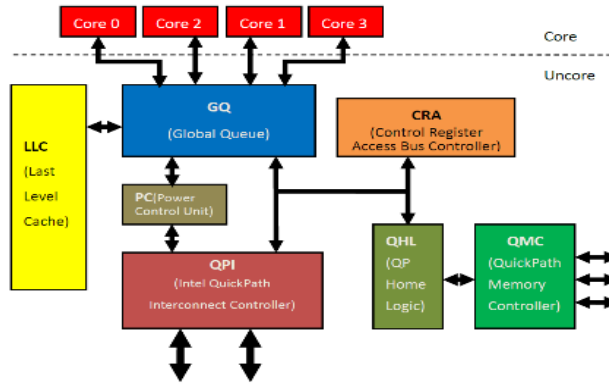 Core 0
Core 2
Core 1
Core 3
Core
Uncore
GQ
(Global Queue)
CRA
(Control Register
Access Bus Controller)
LLC
(Last
Level
Cache)
PC(Power
Control Unit)
QPI
(Intel QuickPath
Interconnect Controller)
QHL
(QP
Home
Logic)
QMC
(QuickPath
Memory
Controller)